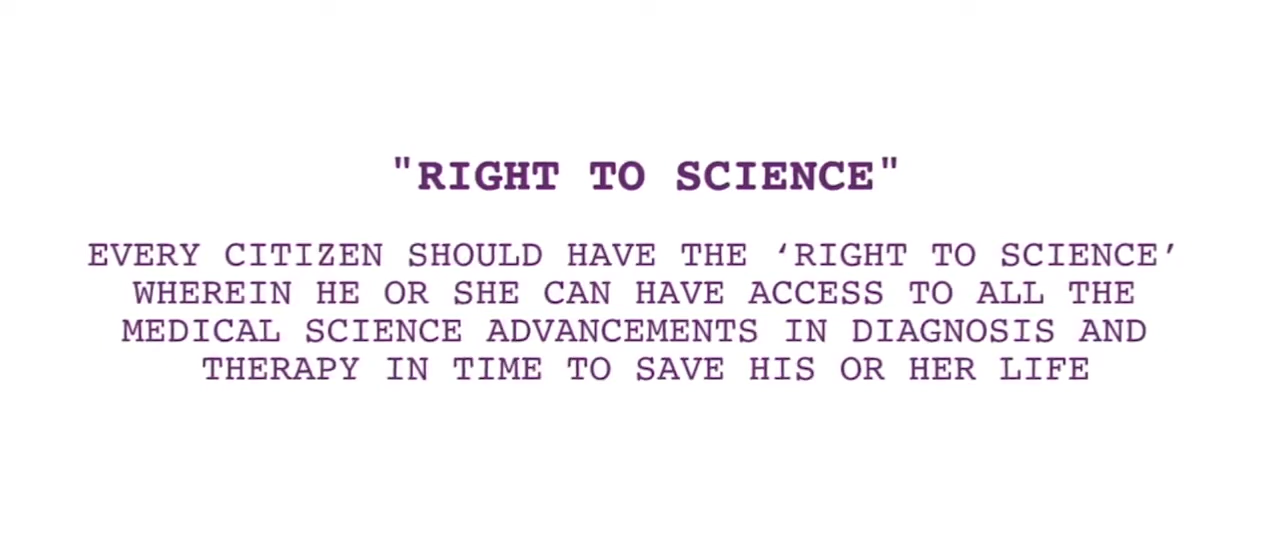 "RIGHT TO SCIENCE"
EVERY CITIZEN SHOULD HAVE THE ‘RIGHT TO SCIENCE’
WHEREIN HE OR SHE CAN HAVE ACCESS TO ALL THE
MEDICAL SCIENCE ADVANCEMENTS IN DIAGNOSIS AND
THERAPY IN TIME TO SAVE HIS OR HER LIFE